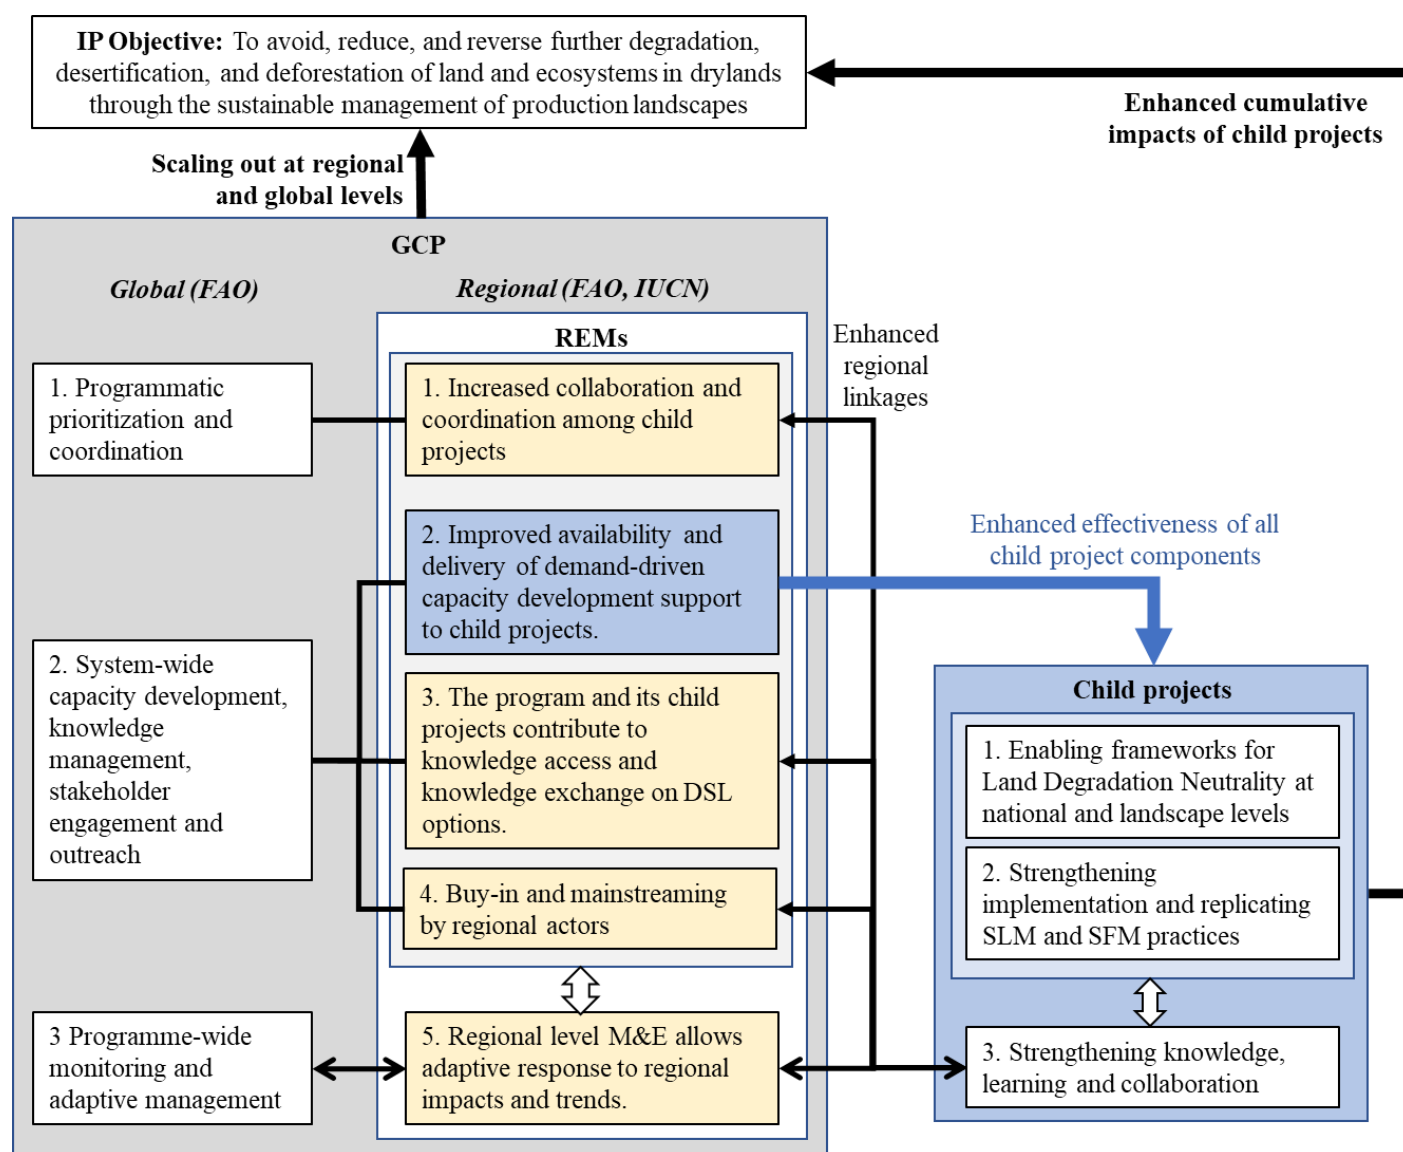 IP Objective: To avoid, reduce, and reverse further degradation,
desertification, and deforestation of land and ecosystems in drylands
through the sustainable management of production landscapes
Enhanced cumulative
impacts of child projects
Scaling out at regional
and global levels
GCP
Global (FAO)
Regional (FAO, IUCN)
REMs
Enhanced
regional
linkages
1. Programmatic
prioritization and
coordination
1. Increased collaboration and
coordination among child
projects
2. Improved availability and
delivery of demand-driven
capacity development support
to child projects.
Enhanced effectiveness of all
child project components
2. System-wide
capacity development,
knowledge
management,
stakeholder
engagement and
outreach
3. The program and its child
projects contribute to
knowledge access and
knowledge exchange on DSL
options.
4. Buy-in and mainstreaming
by regional actors
3 Programme-wide
monitoring and
adaptive management
5. Regional level M&E allows
adaptive response to regional
impacts and trends.
Child projects
1. Enabling frameworks for
Land Degradation Neutrality at
national and landscape levels
2. Strengthening
implementation and replicating
SLM and SFM practices
3. Strengthening knowledge,
learning and collaboration